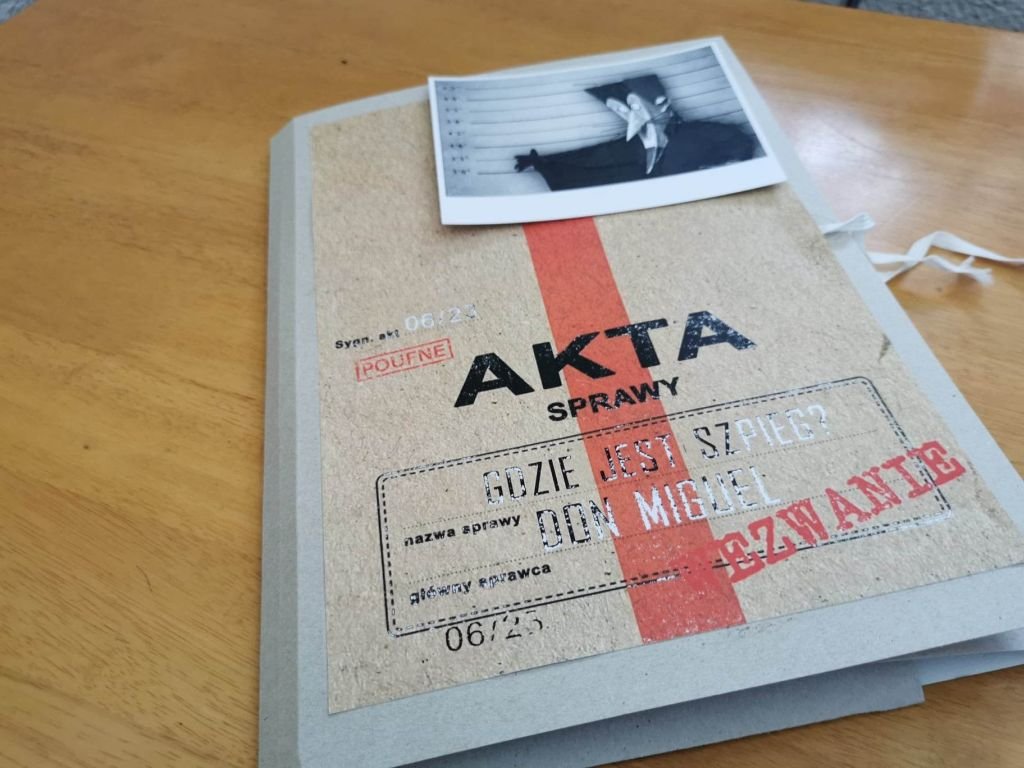 Sygn. akt 06/23
POUFNE
AKTA
SPRAWY
GDZIE JEST SZPIEG?
nazwa sprawy DON MIGUEL
główny sprawca
WEZWANIE
06/23